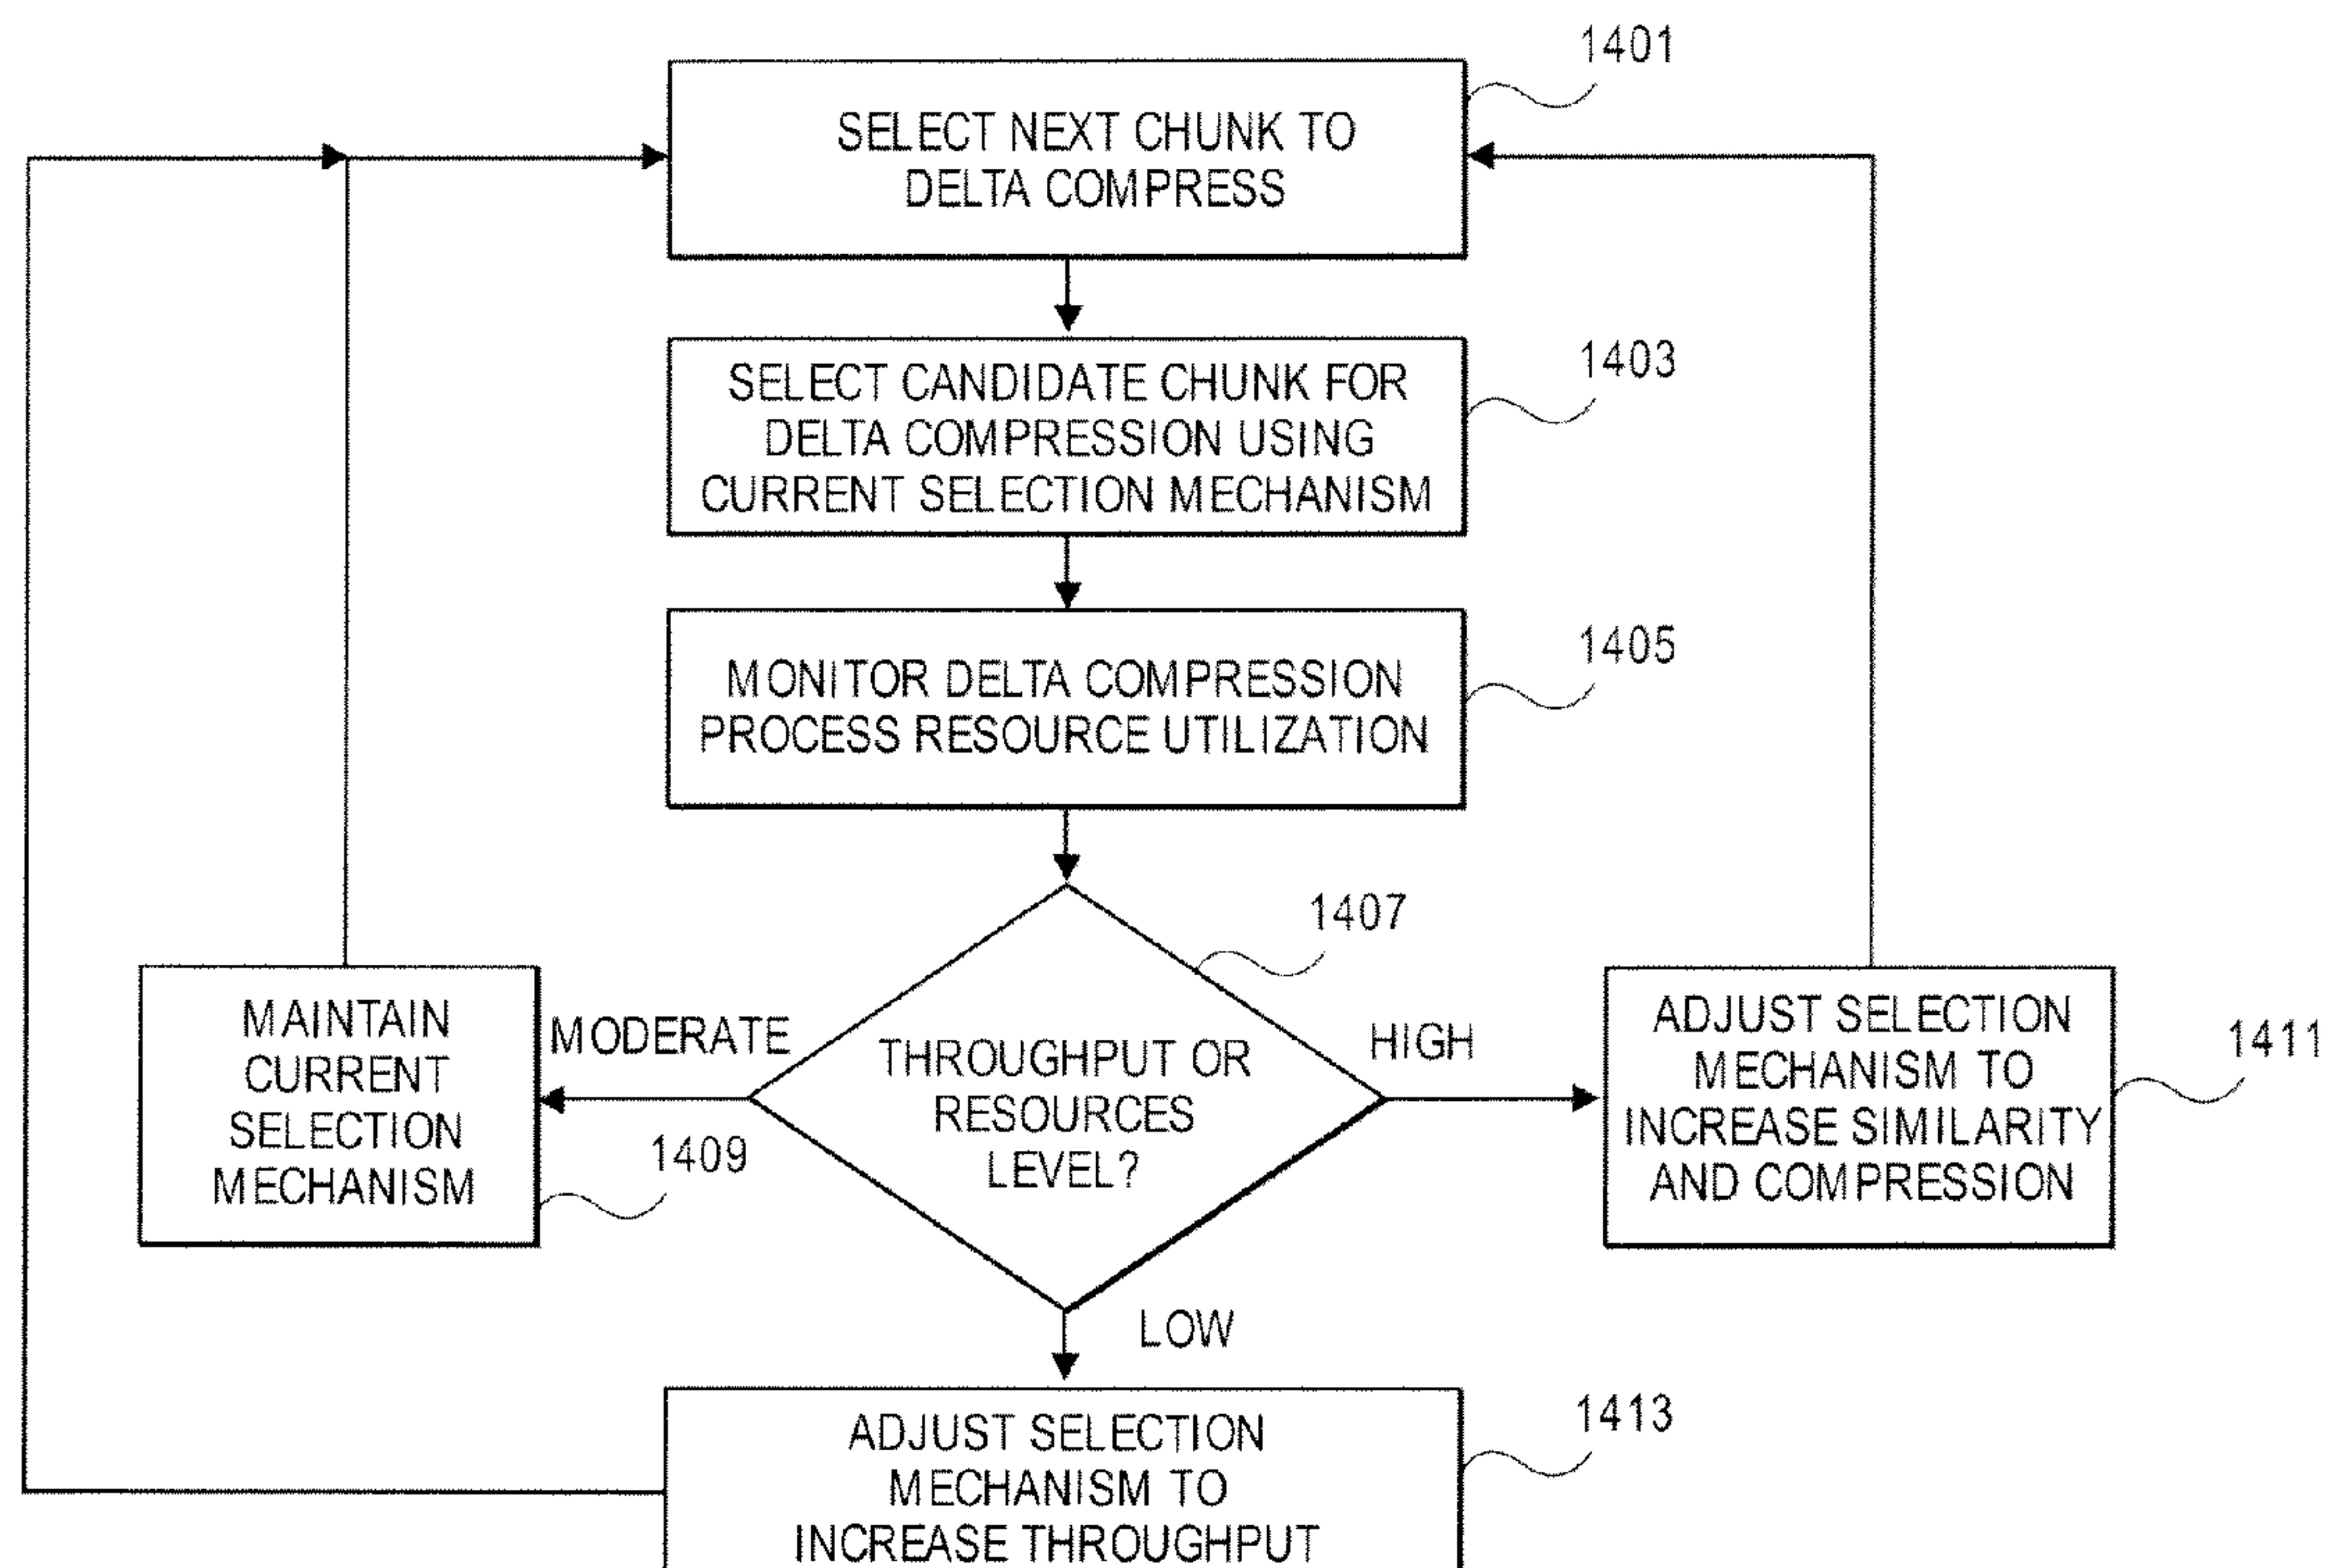 1401
SELECT NEXT CHUNK TO
DELTA COMPRESS
1403
SELECT CANDIDATE CHUNK FOR
DELTA COMPRESSION USING
CURRENT SELECTION MECHANISM
1405
MONITOR DELTA COMPRESSION
PROCESS RESOURCE UTILIZATION
1407
MAINTAIN
CURRENT
SELECTION
MECHANISM
1409
MODERATE
THROUGHPUT OR
RESOURCES
LEVEL?
HIGH
ADJUST SELECTION
MECHANISM TO
INCREASE SIMILARITY
AND COMPRESSION
1411
LOW
1413
ADJUST SELECTION
MECHANISM TO
INCREASE THROUGHPUT